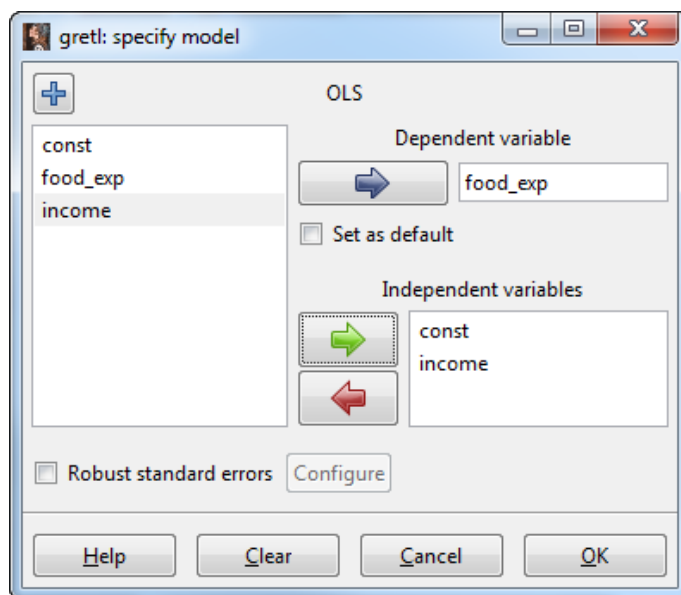 gretl: specify model
OLS
const
food_exp
income
Dependent variable
food_exp
Set as default
Independent variables
const
income
Robust standard errors
Configure
Help
Clear
Cancel
OK